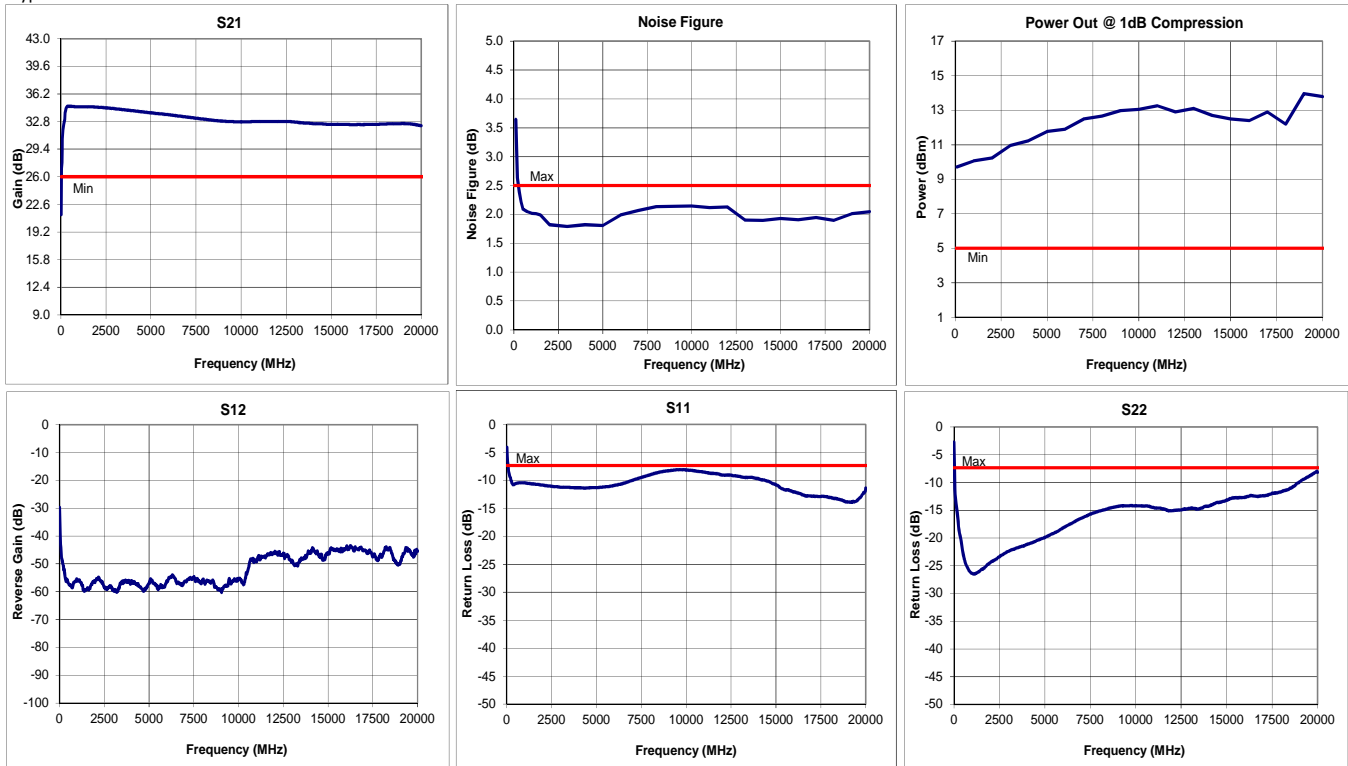 S21
43.0
39.6
36.2
32.8
29.4
26.0
22.6
19.2
15.8
12.4
9.0
Gain (dB)
Min
0 2500 5000 7500 10000 12500 15000 17500 20000
Frequency (MHz)
Noise Figure
5.0
4.5
4.0
3.5
3.0
2.5
2.0
1.5
1.0
0.5
0.0
Noise Figure (dB)
Max
0 2500 5000 7500 10000 12500 15000 17500 20000
Frequency (MHz)
Power Out @ 1dB Compression
17
15
13
11
9
7
5
3
1
Power (dBm)
Min
0 2500 5000 7500 10000 12500 15000 17500 20000
Frequency (MHz)
S12
0
-10
-20
-30
-40
-50
-60
-70
-80
-90
-100
Reverse Gain (dB)
0 2500 5000 7500 10000 12500 15000 17500 20000
Frequency (MHz)
S11
0
-5
-10
-15
-20
-25
-30
-35
-40
-45
-50
Return Loss (dB)
Max
0 2500 5000 7500 10000 12500 15000 17500 20000
Frequency (MHz)
S22
0
-5
-10
-15
-20
-25
-30
-35
-40
-45
-50
Return Loss (dB)
Max
0 2500 5000 7500 10000 12500 15000 17500 20000
Frequency (MHz)